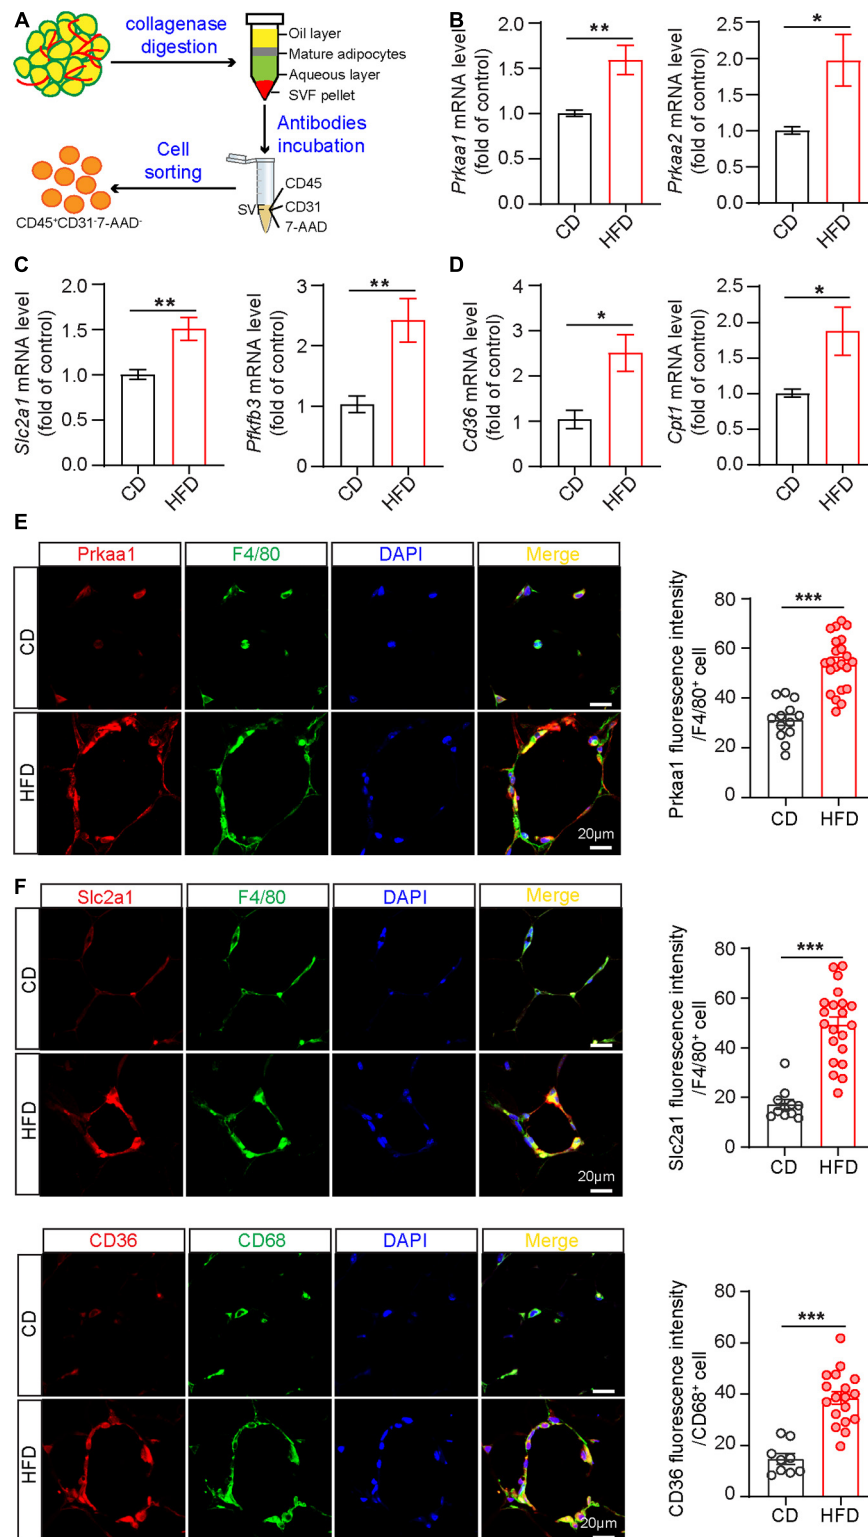 A
collagenase
digestion
Oil layer
Mature adipocytes
Aqueous layer
SVF pellet
Antibodies
incubation
Cell
sorting
SVF
CD45
CD31
7-AAD
CD45⁺CD31⁻7-AAD⁻
B
Prkaa1 mRNA level
(fold of control)
2.0
1.5
1.0
0.5
0.0
**
CD
HFD
Prkaa2 mRNA level
(fold of control)
2.5
2.0
1.5
1.0
0.5
0.0
*
CD
HFD
C
Slc2a1 mRNA level
(fold of control)
2.0
1.5
1.0
0.5
0.0
**
CD
HFD
Pfkfb3 mRNA level
(fold of control)
3
2
1
0
**
CD
HFD
D
Cd36 mRNA level
(fold of control)
4
3
2
1
0
*
CD
HFD
Cpt1 mRNA level
(fold of control)
2.5
2.0
1.5
1.0
0.5
0.0
*
CD
HFD
E
Prkaa1 F4/80 DAPI Merge
CD
HFD
20μm
Prkaa1 fluorescence intensity
/F4/80⁺ cell
80
60
40
20
0
***
CD HFD
F
Slc2a1 F4/80 DAPI Merge
CD
HFD
20μm
Slc2a1 fluorescence intensity
/F4/80⁺ cell
80
60
40
20
0
***
CD HFD
CD36 CD68 DAPI Merge
CD
HFD
20μm
CD36 fluorescence intensity
/CD68⁺ cell
80
60
40
20
0
***
CD HFD